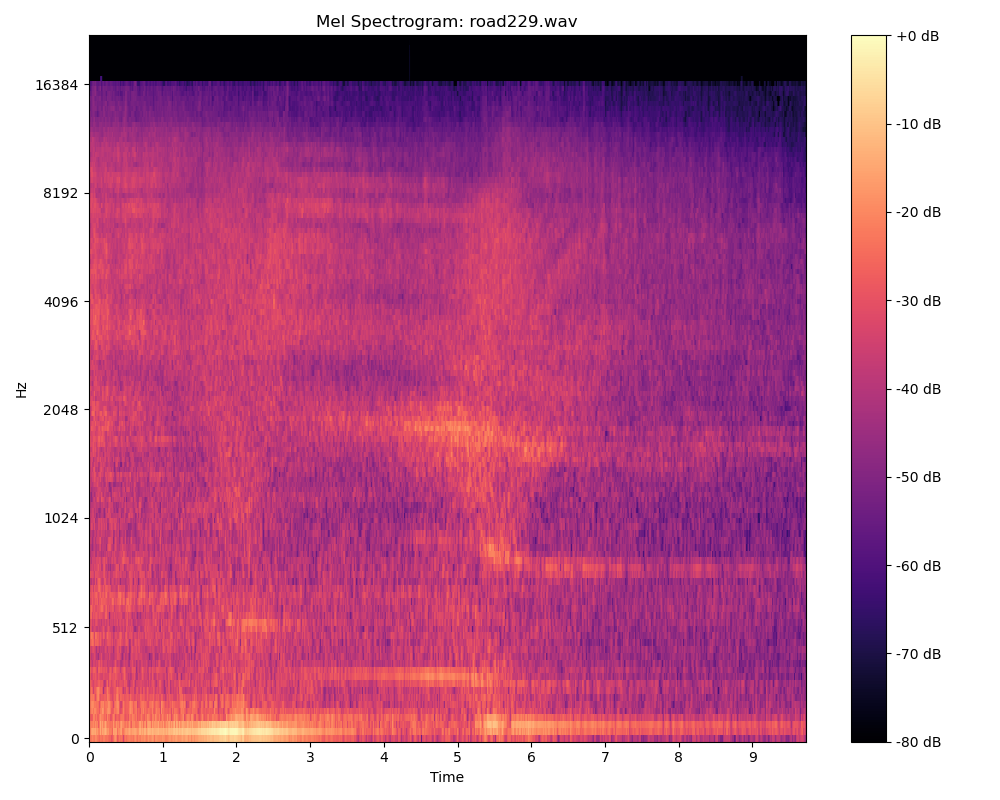 Mel Spectrogram: road229.wav
+0 dB
16384
-10 dB
8192
-20 dB
4096
-30 dB
Hz
2048
-40 dB
-50 dB
1024
-60 dB
512
-70 dB
0
-80 dB
0 1 2 3 4 5 6 7 8 9
Time